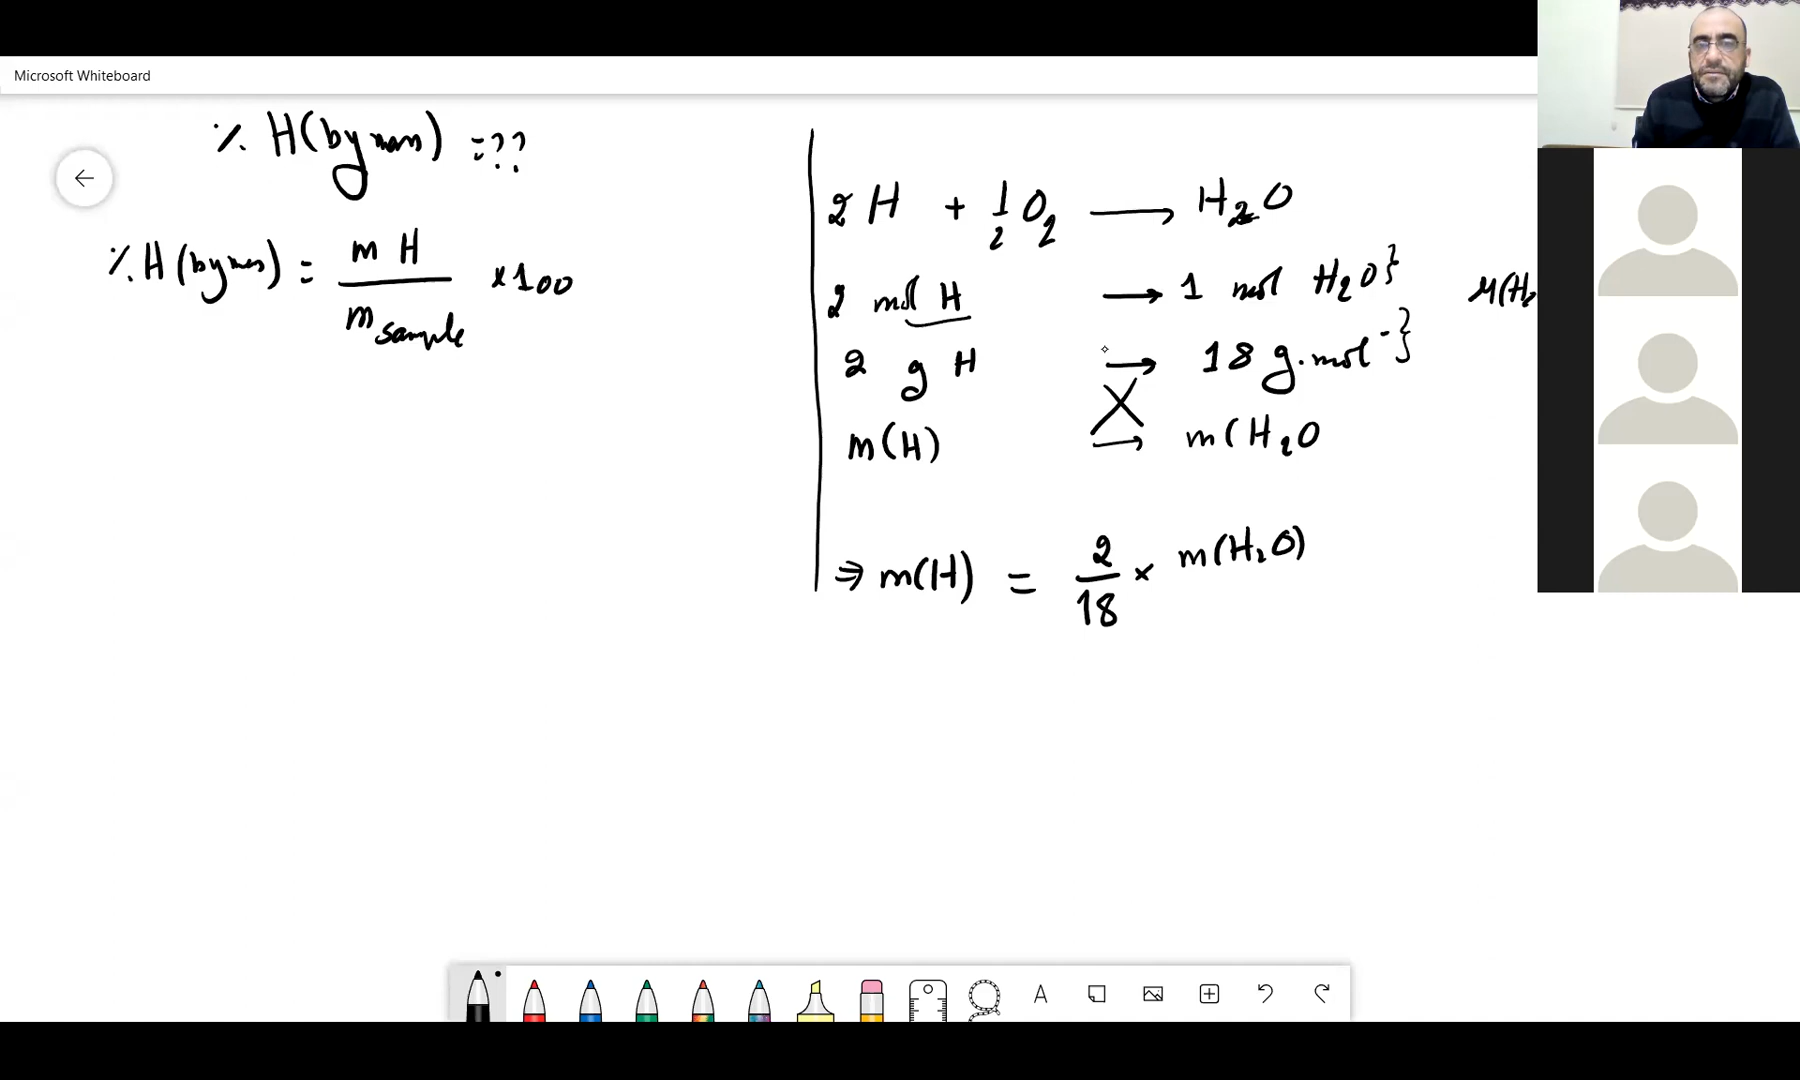 Microsoft Whiteboard
% H(by mass) =??
% H (by mass) = m H / m sample ×100
2 H + 1/2 O₂ → H₂O
2 mol H → 1 mol H₂O}
M(H₂
2 g H → 18 g.mol⁻}
m(H) → m(H₂O
⇒ m(H) = 2/18 × m(H₂O)
A